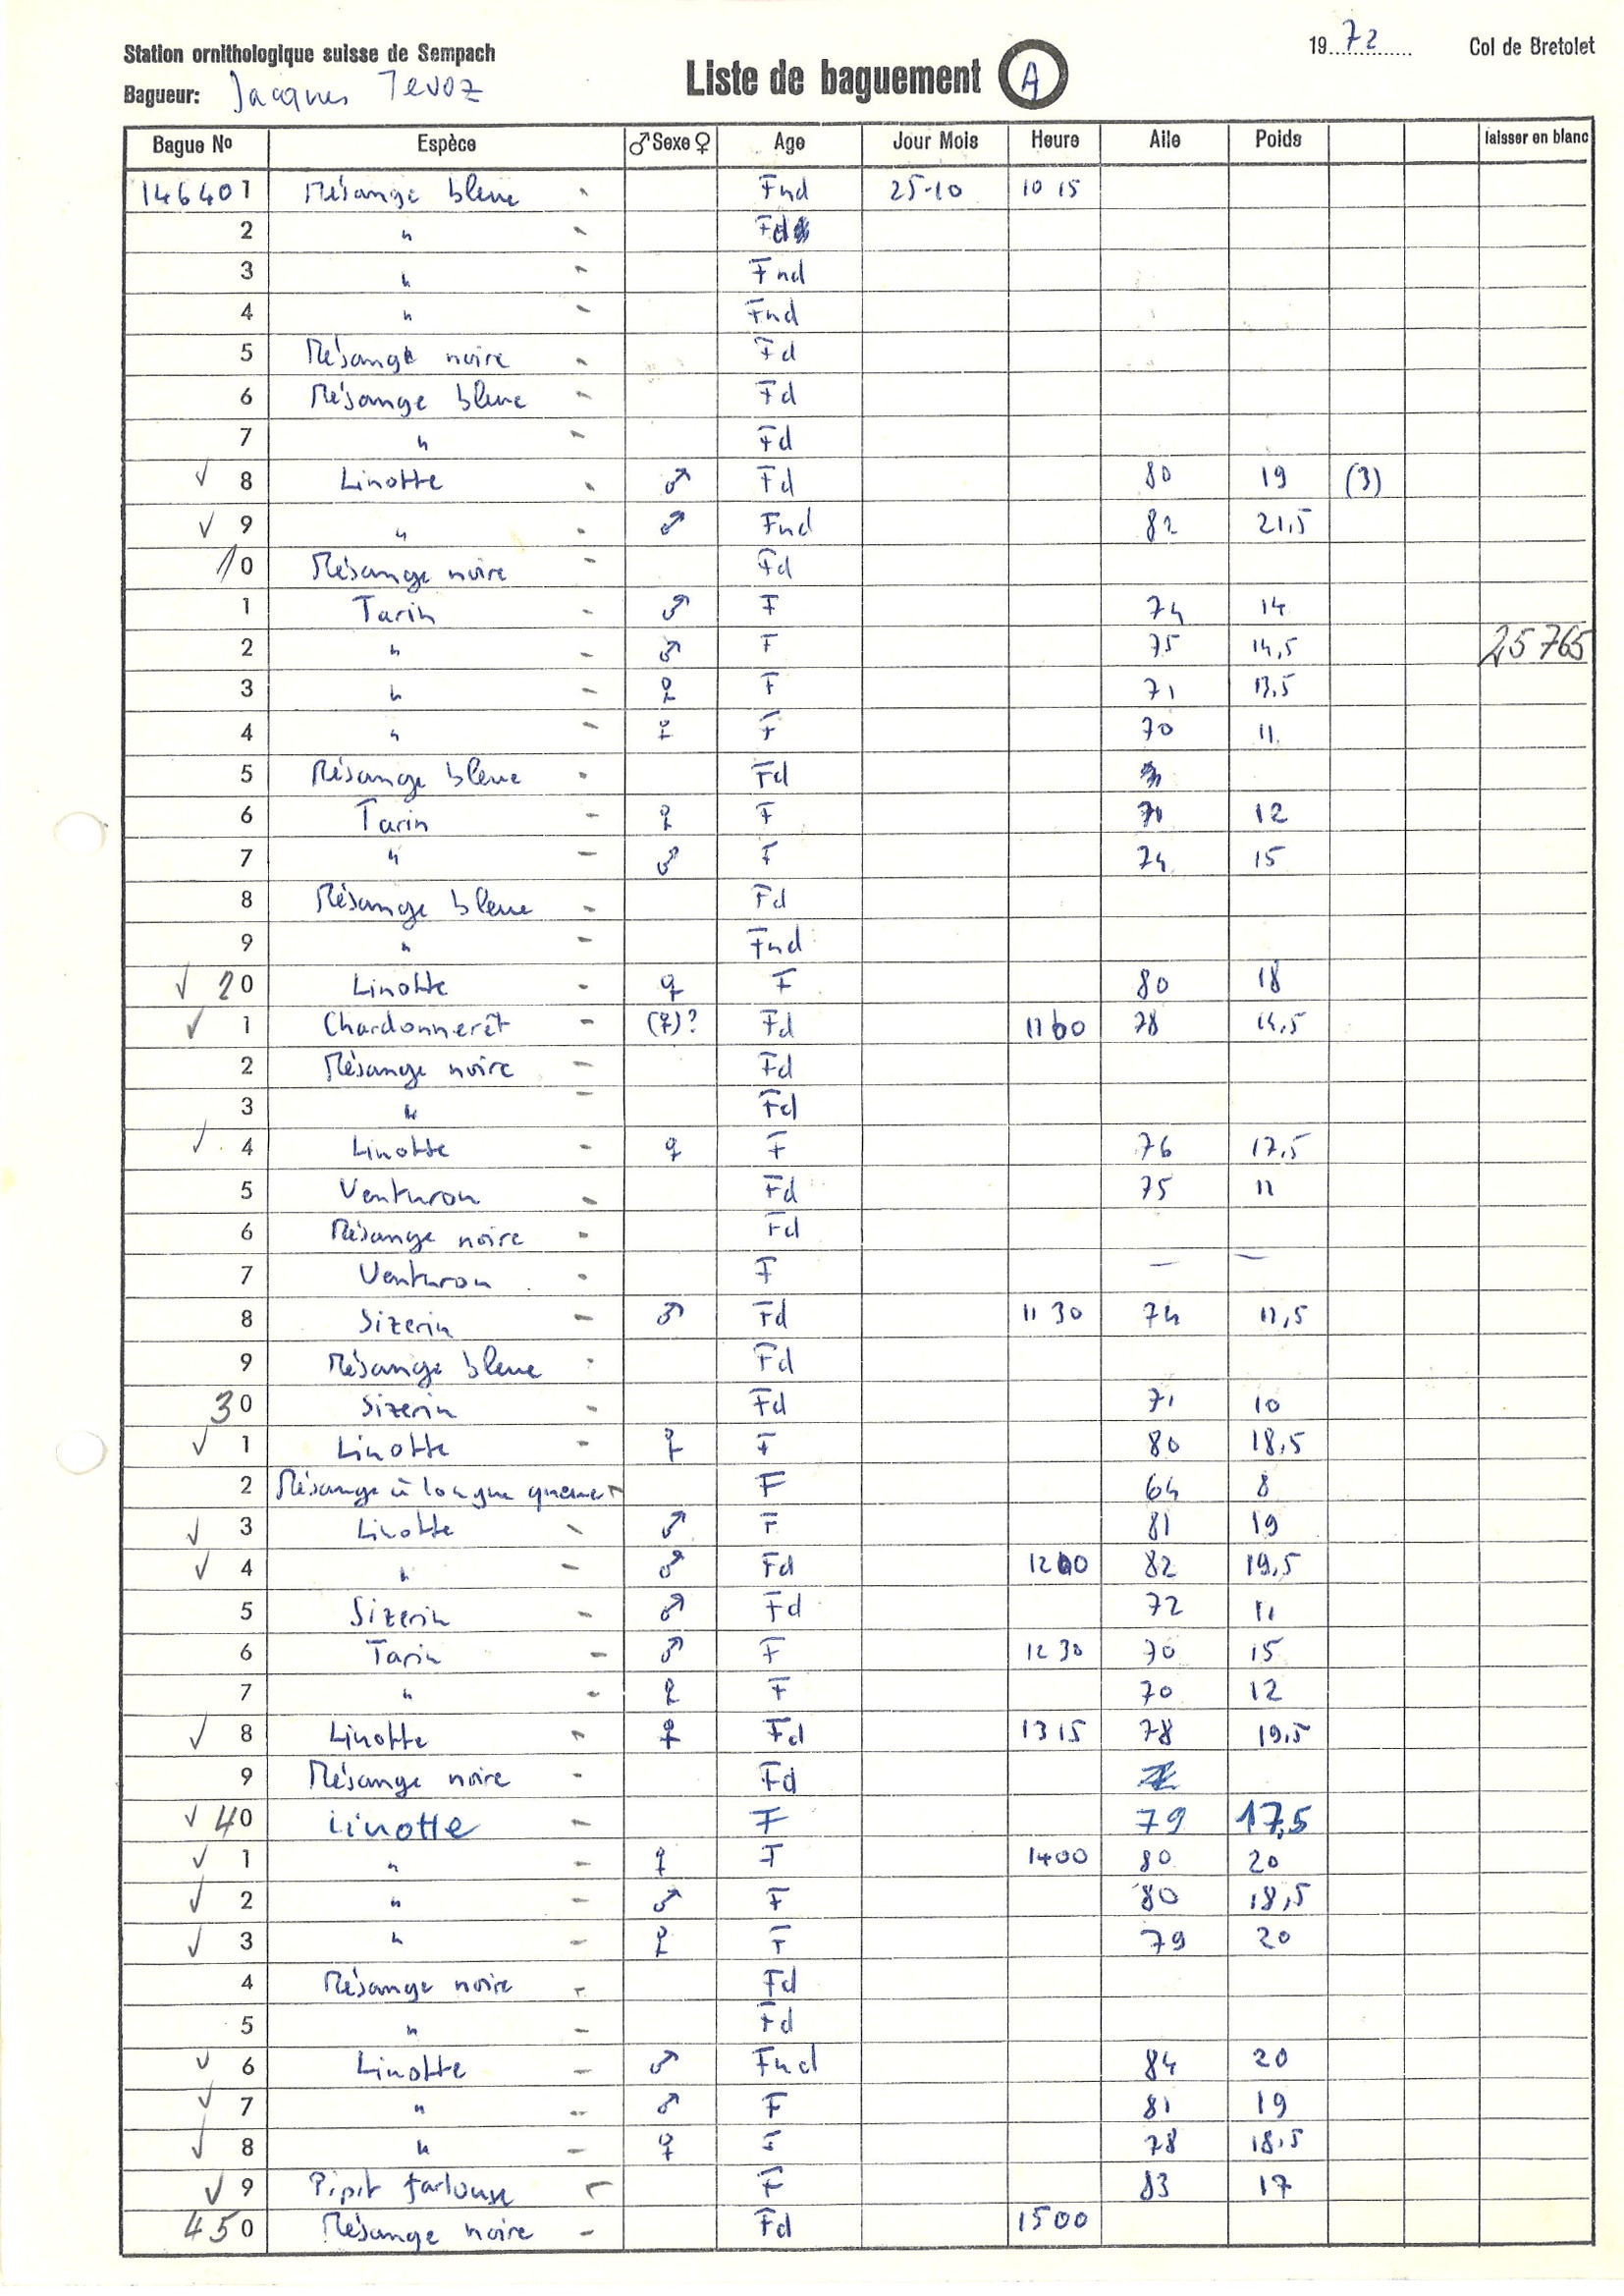 Station ornithologique suisse de Sempach
1972 Col de Bretolet
Liste de baguement A
Bagueur: Jacques
Bague No Espèce ♂ Sexe ♀ Age Jour Mois Heure Aile Poids laisser en blanc
146401 Mésange bleue - Fnd 25-10 10 15
2 " - Fd
3 " - Fnd
4 " - Fnd
5 Mésange noire - Fd
6 Mésange bleue - Fd
7 " - Fd
✓ 8 Linotte - ♂ Fd 80 19 (3)
✓ 9 " - ♂ Fnd 82 21,5
10 Mésange noire - Fd
1 Tarin - ♂ F 74 14
2 " - ♂ F 75 14,5 25765
3 " - ♀ F 71 13,5
4 " - ♀ F 70 11
5 Mésange bleue - Fd
6 Tarin - ♀ F 71 12
7 " - ♂ F 74 15
8 Mésange bleue - Fd
9 " - Fnd
✓ 20 Linotte - ♀ F 80 18
✓ 1 Chardonneret - (♀)? Fd 1100 78 14,5
2 Mésange noire - Fd
3 " - Fd
✓ 4 Linotte - ♀ F 76 17,5
5 Venturon - Fd 75 11
6 Mésange noire - Fd
7 Venturon - F — —
8 Sizerin - ♂ Fd 11 30 74 11,5
9 Mésange bleue - Fd
30 Sizerin - Fd 71 10
✓ 1 Linotte - ♀ F 80 18,5
2 Mésange à longue queue - F 64 8
✓ 3 Linotte - ♂ F 81 19
✓ 4 " - ♂ Fd 1200 82 19,5
5 Sizerin - ♂ Fd 72 11
6 Tarin - ♂ F 12 30 70 15
7 " - ♀ F 70 12
✓ 8 Linotte - ♀ Fd 13 15 78 19,5
9 Mésange noire - Fd
✓ 40 Linotte - F 79 17,5
✓ 1 " - ♀ F 1400 80 20
✓ 2 " - ♂ F 80 18,5
✓ 3 " - ♀ F 79 20
4 Mésange noire - Fd
5 " - Fd
✓ 6 Linotte - ♂ Fnd 84 20
✓ 7 " - ♂ F 81 19
✓ 8 " - ♀ F 78 18,5
✓ 9 Pipit farlouse - F 83 17
450 Mésange noire - Fd 1500